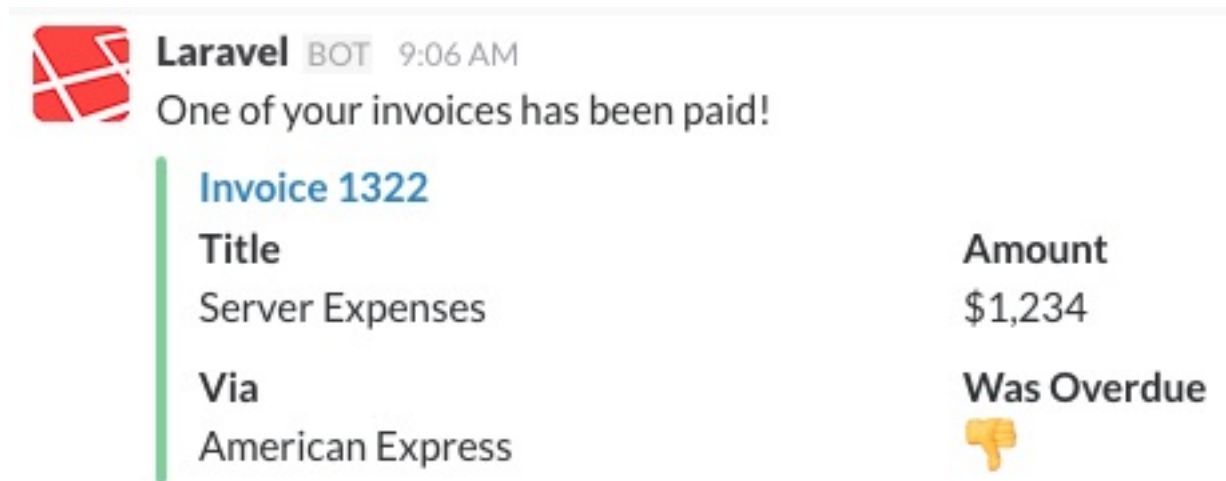 Laravel BOT 9:06 AM
One of your invoices has been paid!
Invoice 1322
Title Amount
Server Expenses $1,234
Via Was Overdue
American Express 👎